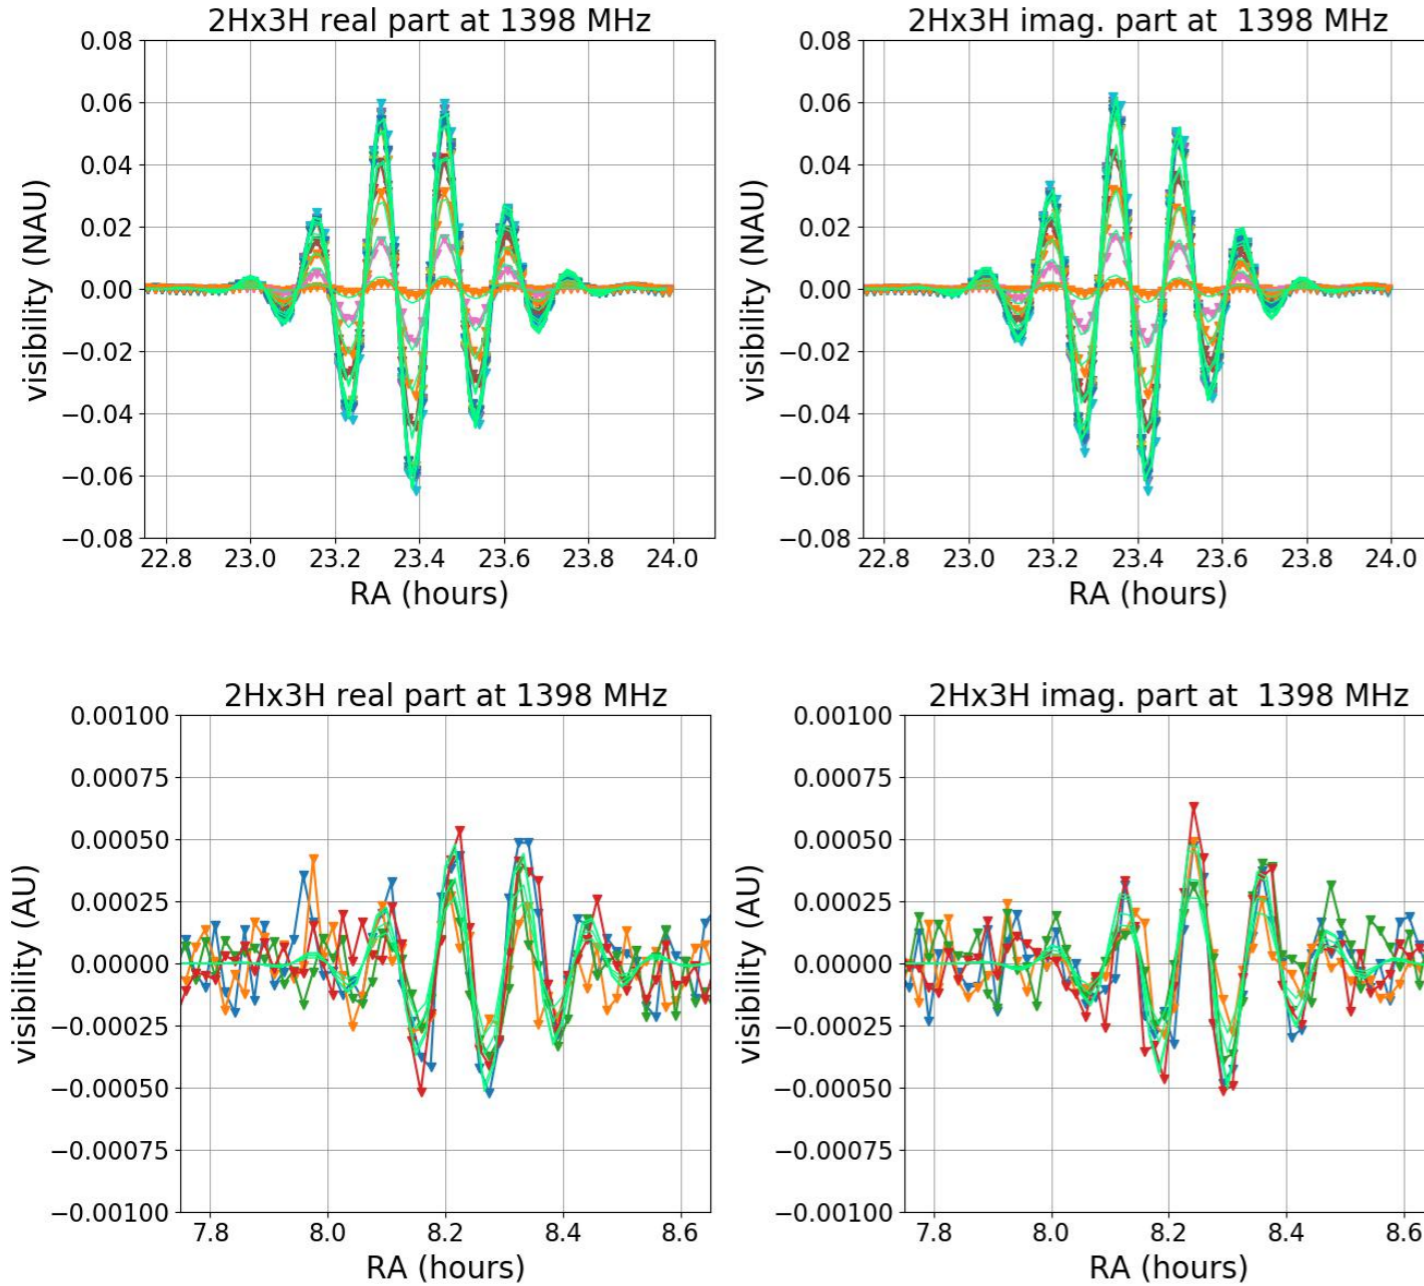 2Hx3H real part at 1398 MHz
0.08
0.06
0.04
0.02
0.00
−0.02
−0.04
−0.06
−0.08
visibility (NAU)
22.8 23.0 23.2 23.4 23.6 23.8 24.0
RA (hours)
2Hx3H imag. part at  1398 MHz
0.08
0.06
0.04
0.02
0.00
−0.02
−0.04
−0.06
−0.08
visibility (NAU)
22.8 23.0 23.2 23.4 23.6 23.8 24.0
RA (hours)
2Hx3H real part at 1398 MHz
0.00100
0.00075
0.00050
0.00025
0.00000
−0.00025
−0.00050
−0.00075
−0.00100
visibility (AU)
7.8 8.0 8.2 8.4 8.6
RA (hours)
2Hx3H imag. part at  1398 MHz
0.00100
0.00075
0.00050
0.00025
0.00000
−0.00025
−0.00050
−0.00075
−0.00100
visibility (AU)
7.8 8.0 8.2 8.4 8.6
RA (hours)